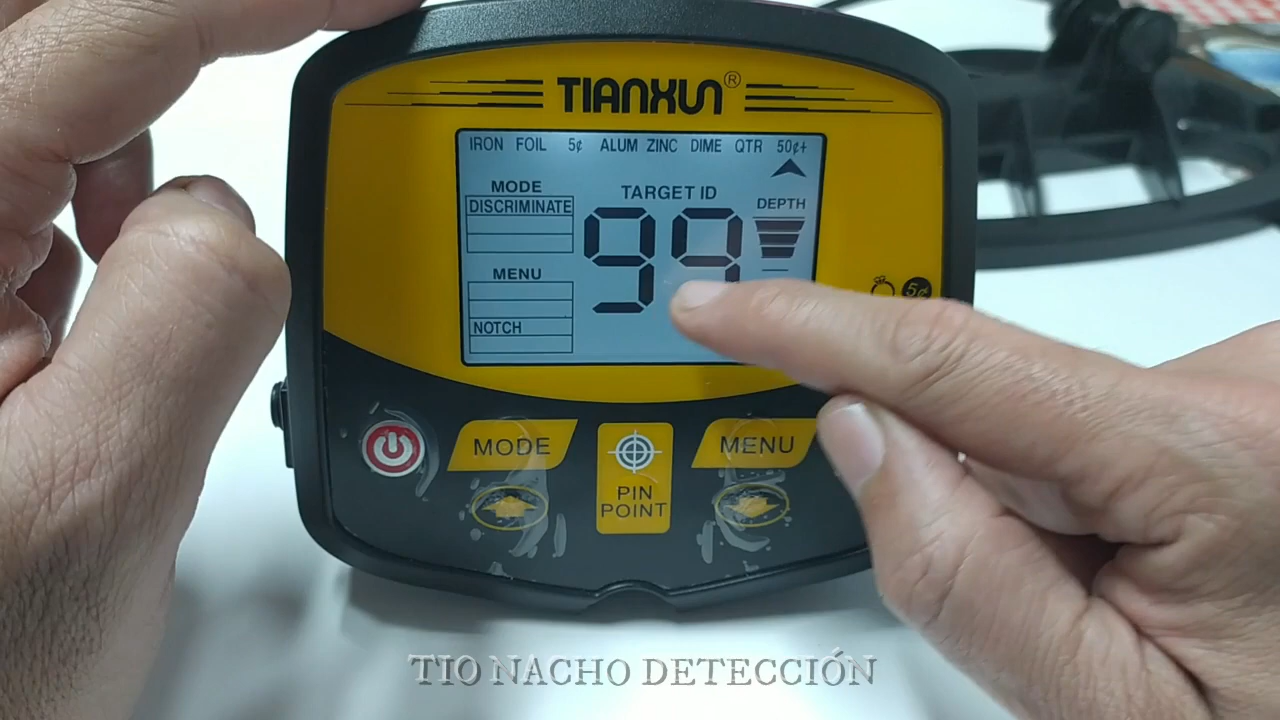 TIANXUN®
IRON FOIL 5¢ ALUM ZINC DIME QTR 50¢+
MODE
DISCRIMINATE
TARGET ID
99
DEPTH
MENU
NOTCH
5¢
MODE
MENU
PIN
POINT
TIO NACHO DETECCIÓN